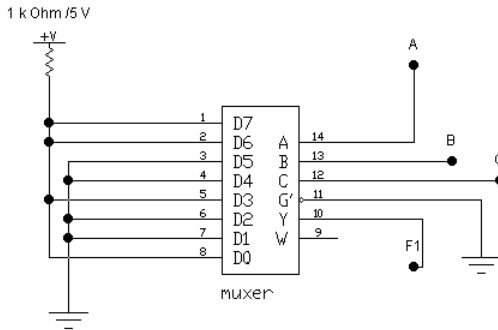 1 k Ohm /5 V
+V
A
B
C
1 D7
2 D6 A 14
3 D5 B 13
4 D4 C 12
5 D3 G' 11
6 D2 Y 10
7 D1 W 9
8 D0
F1
muxer